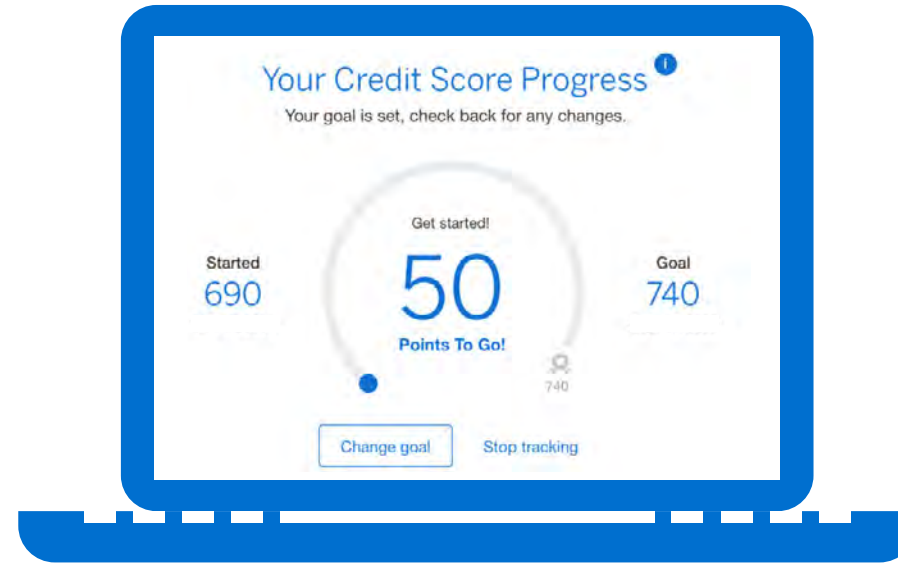 Your Credit Score Progress i
Your goal is set, check back for any changes.
Get started!
Started
690
50
Points To Go!
Goal
740
740
Change goal
Stop tracking